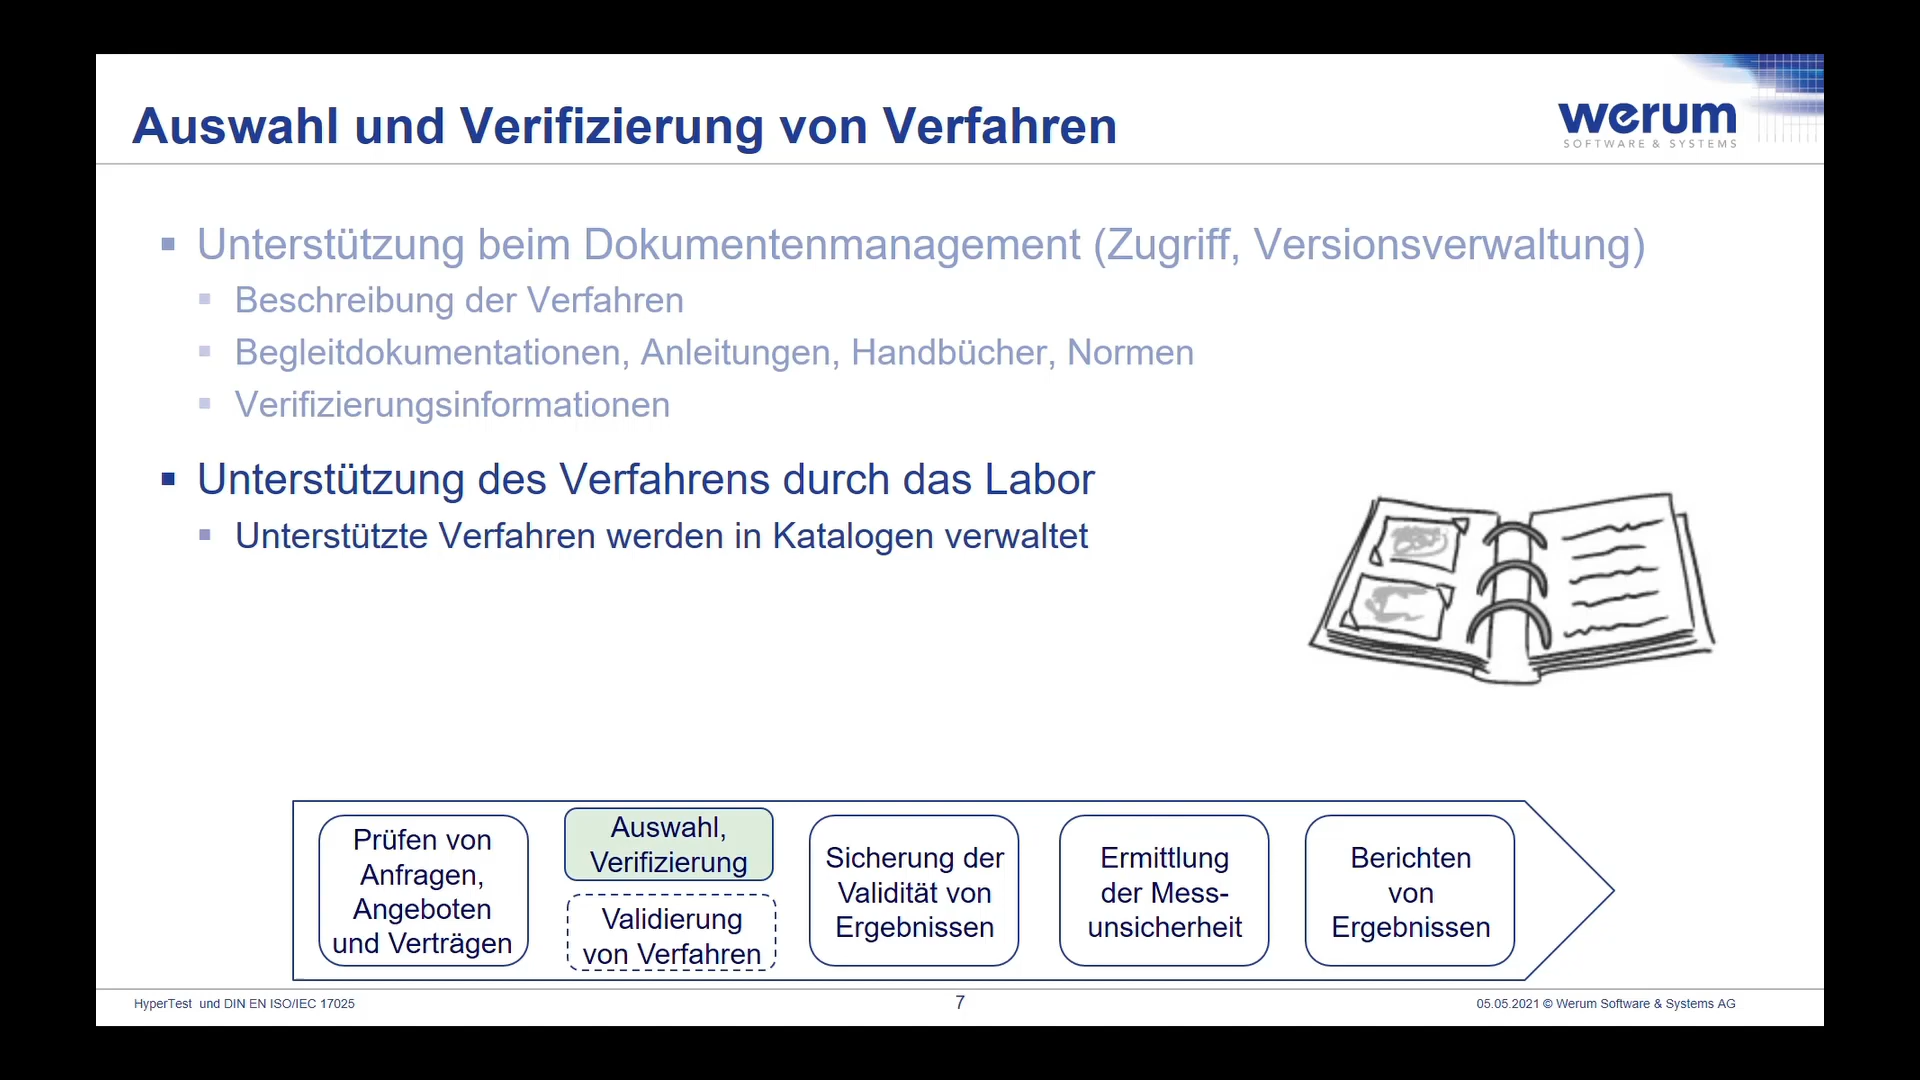 Auswahl und Verifizierung von Verfahren
werum
SOFTWARE & SYSTEMS
Unterstützung beim Dokumentenmanagement (Zugriff, Versionsverwaltung)
Beschreibung der Verfahren
Begleitdokumentationen, Anleitungen, Handbücher, Normen
Verifizierungsinformationen
Unterstützung des Verfahrens durch das Labor
Unterstützte Verfahren werden in Katalogen verwaltet
Prüfen von
Anfragen,
Angeboten
und Verträgen
Auswahl,
Verifizierung
Validierung
von Verfahren
Sicherung der
Validität von
Ergebnissen
Ermittlung
der Mess-
unsicherheit
Berichten
von
Ergebnissen
HyperTest und DIN EN ISO/IEC 17025
7
05.05.2021 © Werum Software & Systems AG